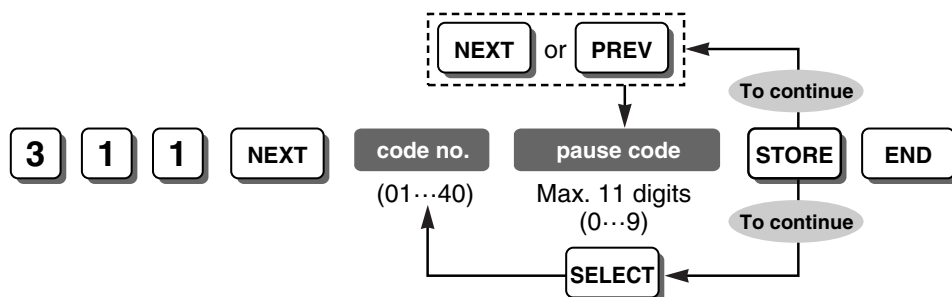 NEXT or PREV
To continue
3 1 1 NEXT code no. pause code STORE END
(01···40) Max. 11 digits
(0···9)
To continue
SELECT